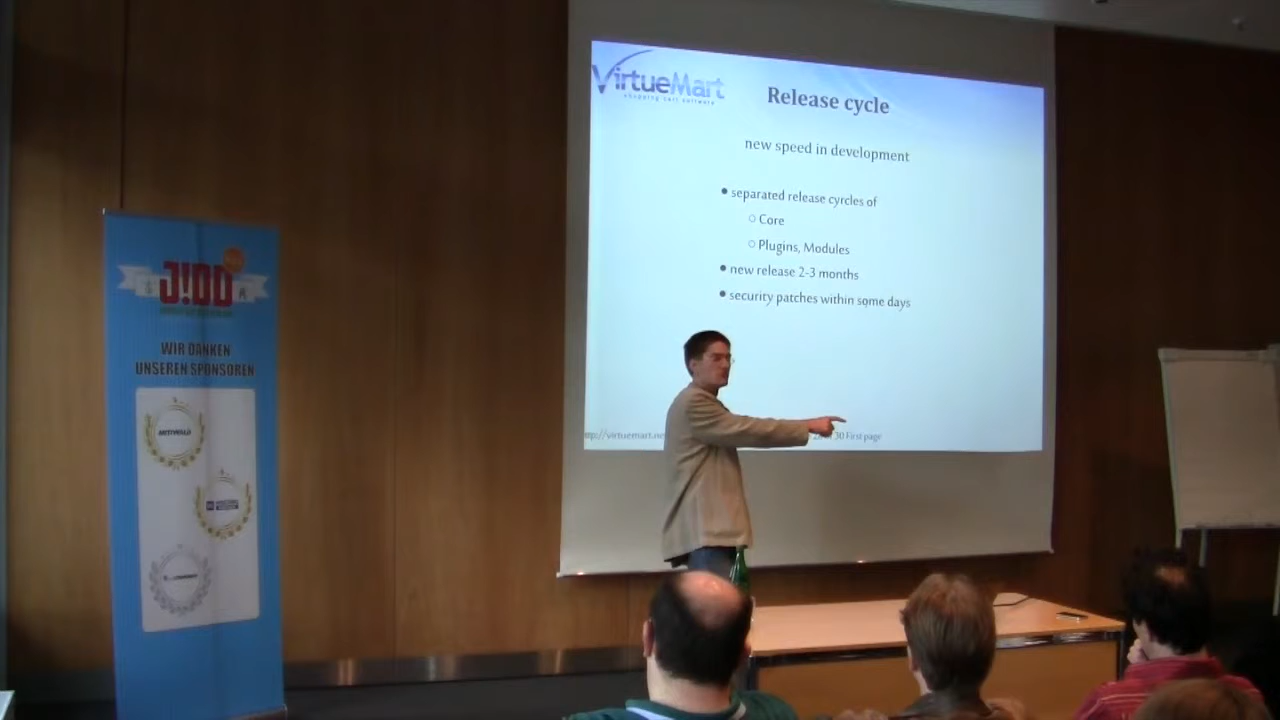 J!DD
WIR DANKEN
UNSEREN SPONSOREN
VirtueMart
shopping cart software
Release cycle
new speed in development
separated release cyrcles of
Core
Plugins, Modules
new release 2-3 months
security patches within some days
30 First page